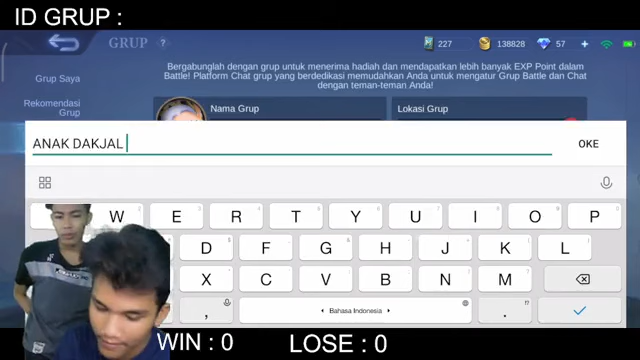 ID GRUP :
GRUP ?
227
138828
57
Bergabunglah dengan grup untuk menerima hadiah dan mendapatkan lebih banyak EXP Point dalam
Battle! Platform Chat grup yang berdedikasi memudahkan Anda untuk mengatur Grup Battle dan Chat
dengan teman-teman Anda!
Grup Saya
Rekomendasi
Grup
Nama Grup
Lokasi Grup
ANAK DAKJAL
OKE
W E R T Y U I O P
D F G H J K L
X C V B N M
, Bahasa Indonesia .
WIN : 0
LOSE : 0